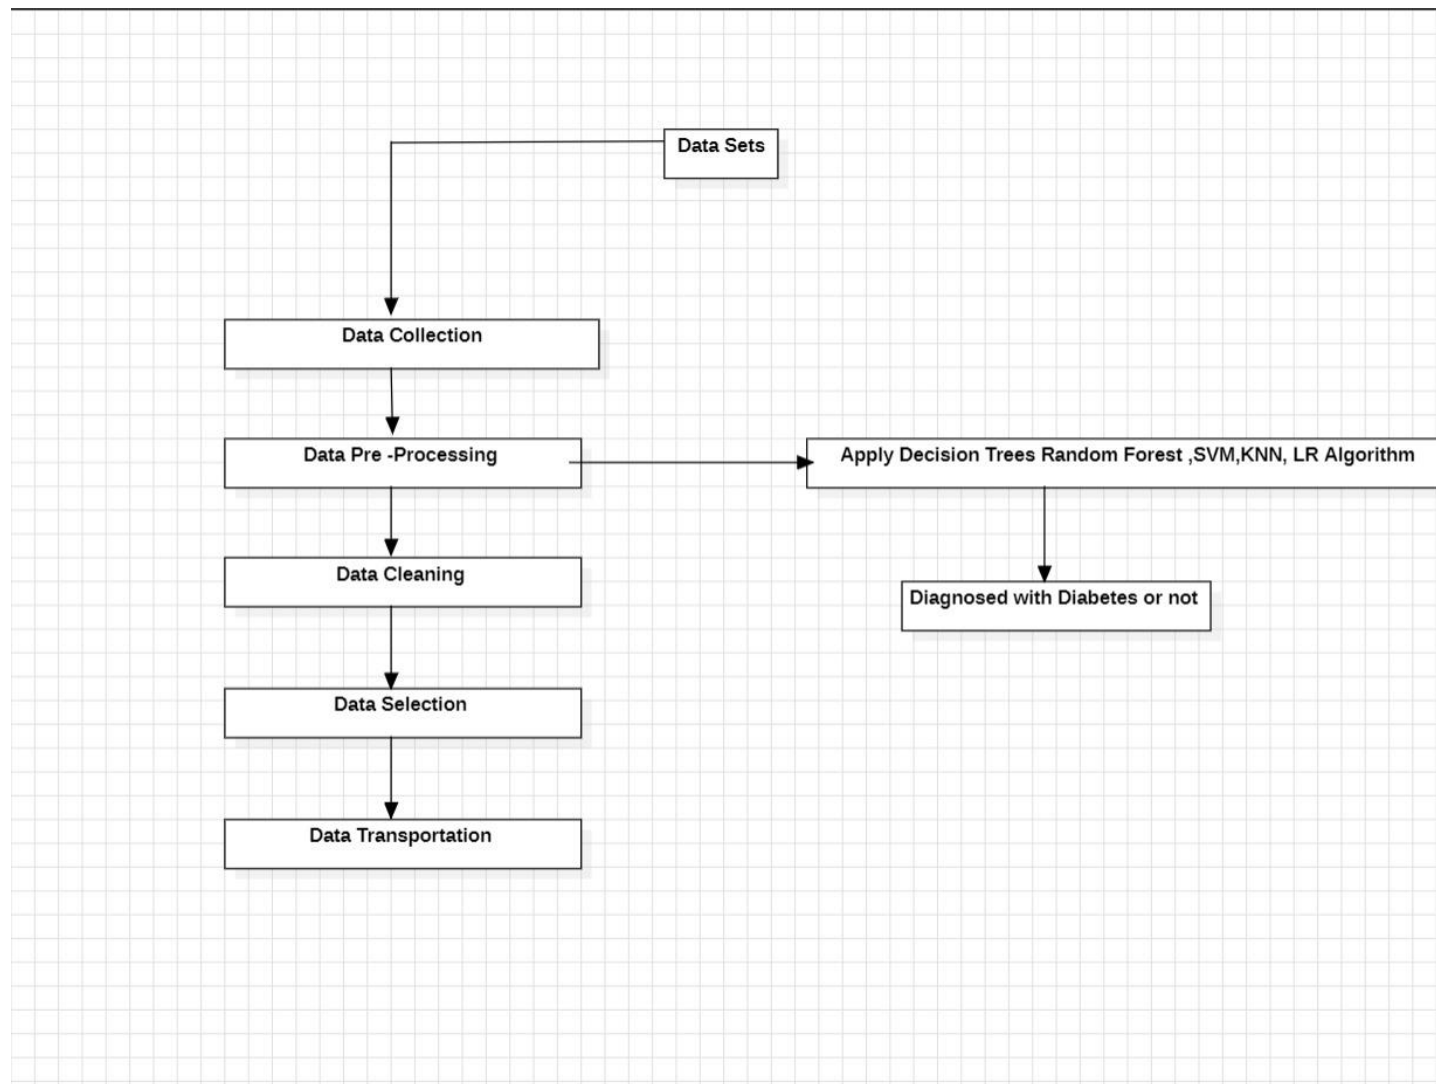 Data Sets
Data Collection
Data Pre -Processing
Apply Decision Trees Random Forest ,SVM,KNN, LR Algorithm
Data Cleaning
Diagnosed with Diabetes or not
Data Selection
Data Transportation